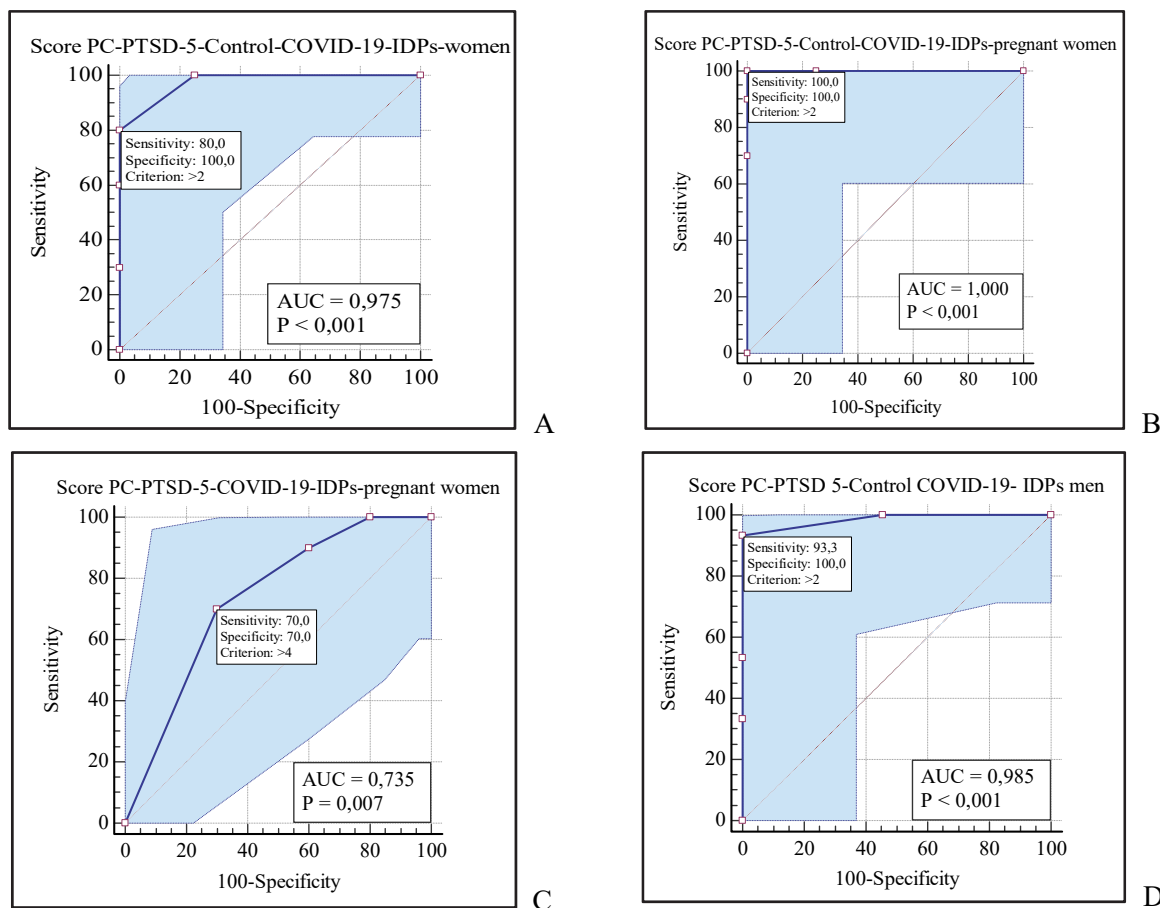 Score PC-PTSD-5-Control-COVID-19-IDPs-women
100
80
60
40
20
0
Sensitivity
Sensitivity: 80,0
Specificity: 100,0
Criterion: >2
AUC = 0,975
P < 0,001
0 20 40 60 80 100
100-Specificity
A
Score PC-PTSD-5-Control-COVID-19-IDPs-pregnant women
100
80
60
40
20
0
Sensitivity
Sensitivity: 100,0
Specificity: 100,0
Criterion: >2
AUC = 1,000
P < 0,001
0 20 40 60 80 100
100-Specificity
B
Score PC-PTSD-5-COVID-19-IDPs-pregnant women
100
80
60
40
20
0
Sensitivity
Sensitivity: 70,0
Specificity: 70,0
Criterion: >4
AUC = 0,735
P = 0,007
0 20 40 60 80 100
100-Specificity
C
Score PC-PTSD 5-Control COVID-19- IDPs men
100
80
60
40
20
0
Sensitivity
Sensitivity: 93,3
Specificity: 100,0
Criterion: >2
AUC = 0,985
P < 0,001
0 20 40 60 80 100
100-Specificity
D